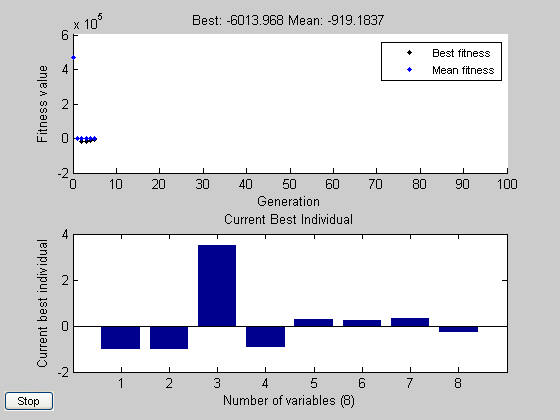 Best: -6013.968 Mean: -919.1837
x 10^5
6
4
2
0
-2
Fitness value
Best fitness
Mean fitness
0 10 20 30 40 50 60 70 80 90 100
Generation
Current Best Individual
4
2
0
-2
Current best individual
1 2 3 4 5 6 7 8
Number of variables (8)
Stop